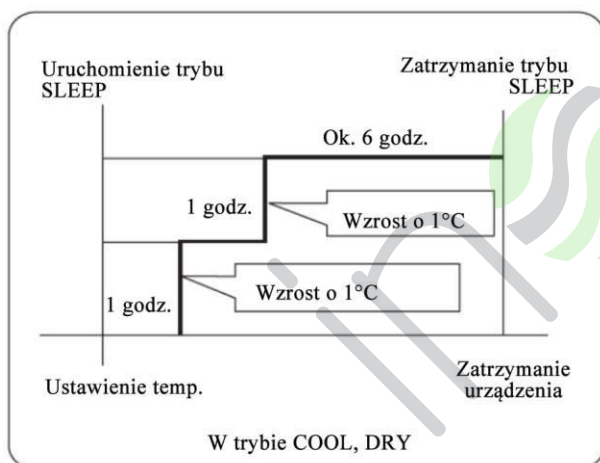 Uruchomienie trybu
SLEEP
Zatrzymanie trybu
SLEEP
Ok. 6 godz.
1 godz.
Wzrost o 1°C
1 godz.
Wzrost o 1°C
Ustawienie temp.
Zatrzymanie
urządzenia
W trybie COOL, DRY